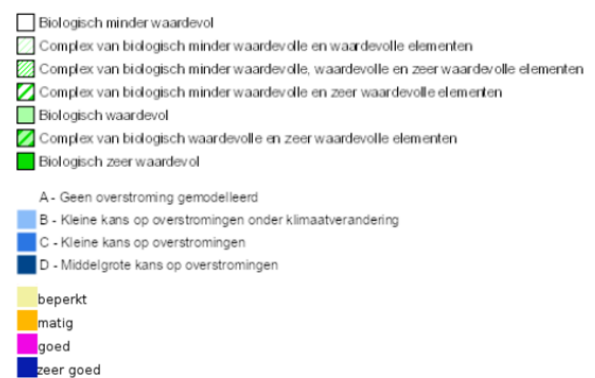 Biologisch minder waardevol
Complex van biologisch minder waardevolle en waardevolle elementen
Complex van biologisch minder waardevolle, waardevolle en zeer waardevolle elementen
Complex van biologisch minder waardevolle en zeer waardevolle elementen
Biologisch waardevol
Complex van biologisch waardevolle en zeer waardevolle elementen
Biologisch zeer waardevol
A - Geen overstroming gemodelleerd
B - Kleine kans op overstromingen onder klimaatverandering
C - Kleine kans op overstromingen
D - Middelgrote kans op overstromingen
beperkt
matig
goed
zeer goed